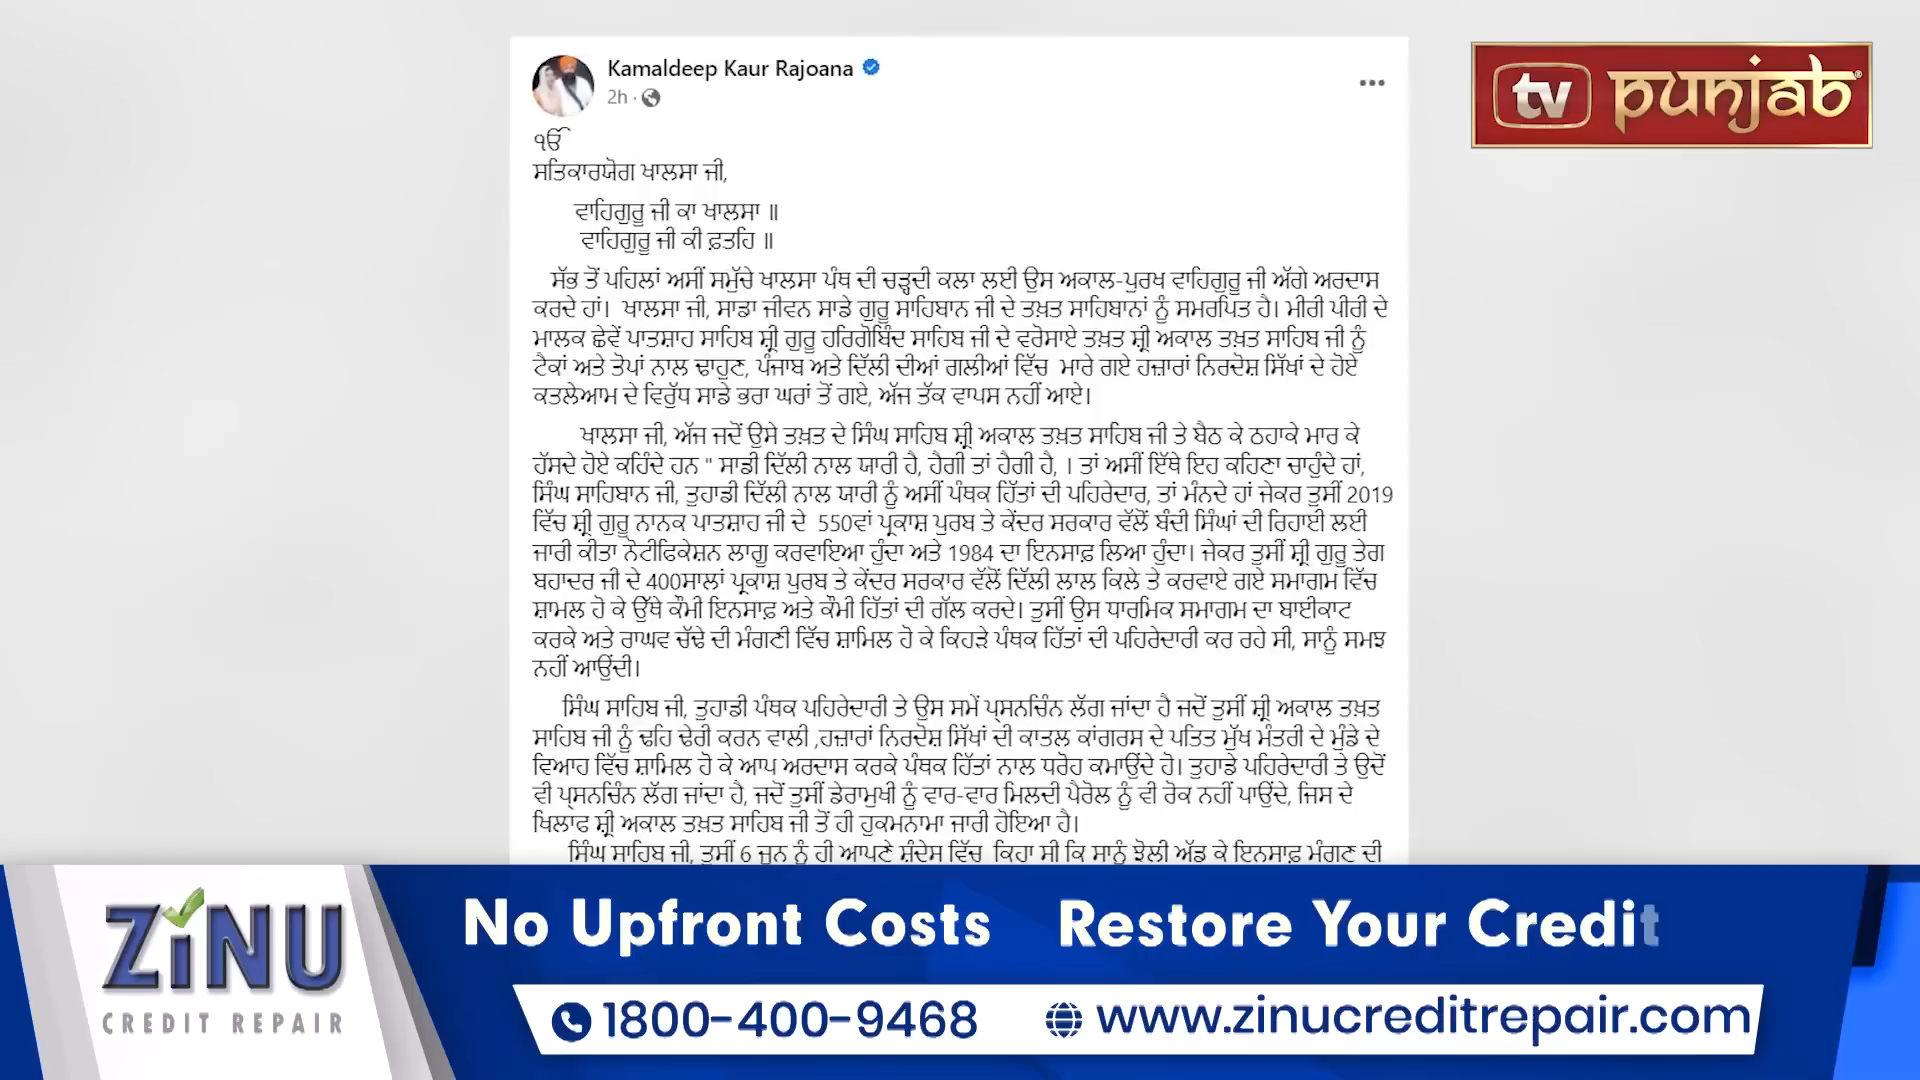 Kamaldeep Kaur Rajoana
2h
tv punjab
ੴ
ਸਤਿਕਾਰਯੋਗ ਖਾਲਸਾ ਜੀ,
ਵਾਹਿਗੁਰੂ ਜੀ ਕਾ ਖਾਲਸਾ ॥
ਵਾਹਿਗੁਰੂ ਜੀ ਕੀ ਫ਼ਤਹਿ ॥
ਸੱਭ ਤੋਂ ਪਹਿਲਾਂ ਅਸੀਂ ਸਮੁੱਚੇ ਖਾਲਸਾ ਪੰਥ ਦੀ ਚੜ੍ਹਦੀ ਕਲਾ ਲਈ ਉਸ ਅਕਾਲ-ਪੁਰਖ ਵਾਹਿਗੁਰੂ ਜੀ ਅੱਗੇ ਅਰਦਾਸ
ਕਰਦੇ ਹਾਂ। ਖਾਲਸਾ ਜੀ, ਸਾਡਾ ਜੀਵਨ ਸਾਡੇ ਗੁਰੂ ਸਾਹਿਬਾਨ ਜੀ ਦੇ ਤਖ਼ਤ ਸਾਹਿਬਾਨਾਂ ਨੂੰ ਸਮਰਪਿਤ ਹੈ। ਮੀਰੀ ਪੀਰੀ ਦੇ
ਮਾਲਕ ਛੇਵੇਂ ਪਾਤਸ਼ਾਹ ਸਾਹਿਬ ਸ਼੍ਰੀ ਗੁਰੂ ਹਰਿਗੋਬਿੰਦ ਸਾਹਿਬ ਜੀ ਦੇ ਵਰੋਸਾਏ ਤਖ਼ਤ ਸ਼੍ਰੀ ਅਕਾਲ ਤਖ਼ਤ ਸਾਹਿਬ ਜੀ ਨੂੰ
ਟੈਕਾਂ ਅਤੇ ਤੋਪਾਂ ਨਾਲ ਢਾਹੁਣ, ਪੰਜਾਬ ਅਤੇ ਦਿੱਲੀ ਦੀਆਂ ਗਲੀਆਂ ਵਿੱਚ ਮਾਰੇ ਗਏ ਹਜ਼ਾਰਾਂ ਨਿਰਦੋਸ਼ ਸਿੱਖਾਂ ਦੇ ਹੋਏ
ਕਤਲੇਆਮ ਦੇ ਵਿਰੁੱਧ ਸਾਡੇ ਭਰਾ ਘਰਾਂ ਤੋਂ ਗਏ, ਅੱਜ ਤੱਕ ਵਾਪਸ ਨਹੀਂ ਆਏ।
ਖਾਲਸਾ ਜੀ, ਅੱਜ ਜਦੋਂ ਉਸੇ ਤਖ਼ਤ ਦੇ ਸਿੰਘ ਸਾਹਿਬ ਸ਼੍ਰੀ ਅਕਾਲ ਤਖ਼ਤ ਸਾਹਿਬ ਜੀ ਤੇ ਬੈਠ ਕੇ ਠਹਾਕੇ ਮਾਰ ਕੇ
ਹੱਸਦੇ ਹੋਏ ਕਹਿੰਦੇ ਹਨ " ਸਾਡੀ ਦਿੱਲੀ ਨਾਲ ਯਾਰੀ ਹੈ, ਹੈਗੀ ਤਾਂ ਹੈਗੀ ਹੈ, । ਤਾਂ ਅਸੀਂ ਇੱਥੇ ਇਹ ਕਹਿਣਾ ਚਾਹੁੰਦੇ ਹਾਂ,
ਸਿੰਘ ਸਾਹਿਬਾਨ ਜੀ, ਤੁਹਾਡੀ ਦਿੱਲੀ ਨਾਲ ਯਾਰੀ ਨੂੰ ਅਸੀਂ ਪੰਥਕ ਹਿੱਤਾਂ ਦੀ ਪਹਿਰੇਦਾਰ, ਤਾਂ ਮੰਨਦੇ ਹਾਂ ਜੇਕਰ ਤੁਸੀਂ 2019
ਵਿੱਚ ਸ਼੍ਰੀ ਗੁਰੂ ਨਾਨਕ ਪਾਤਸ਼ਾਹ ਜੀ ਦੇ 550ਵਾਂ ਪ੍ਰਕਾਸ਼ ਪੁਰਬ ਤੇ ਕੇਂਦਰ ਸਰਕਾਰ ਵੱਲੋਂ ਬੰਦੀ ਸਿੰਘਾਂ ਦੀ ਰਿਹਾਈ ਲਈ
ਜਾਰੀ ਕੀਤਾ ਨੋਟੀਫਿਕੇਸ਼ਨ ਲਾਗੂ ਕਰਵਾਇਆ ਹੁੰਦਾ ਅਤੇ 1984 ਦਾ ਇਨਸਾਫ਼ ਲਿਆ ਹੁੰਦਾ। ਜੇਕਰ ਤੁਸੀਂ ਸ਼੍ਰੀ ਗੁਰੂ ਤੇਗ
ਬਹਾਦਰ ਜੀ ਦੇ 400ਸਾਲਾਂ ਪ੍ਰਕਾਸ਼ ਪੁਰਬ ਤੇ ਕੇਂਦਰ ਸਰਕਾਰ ਵੱਲੋਂ ਦਿੱਲੀ ਲਾਲ ਕਿਲੇ ਤੇ ਕਰਵਾਏ ਗਏ ਸਮਾਗਮ ਵਿੱਚ
ਸ਼ਾਮਲ ਹੋ ਕੇ ਉੱਥੇ ਕੌਮੀ ਇਨਸਾਫ਼ ਅਤੇ ਕੌਮੀ ਹਿੱਤਾਂ ਦੀ ਗੱਲ ਕਰਦੇ। ਤੁਸੀਂ ਉਸ ਧਾਰਮਿਕ ਸਮਾਗਮ ਦਾ ਬਾਈਕਾਟ
ਕਰਕੇ ਅਤੇ ਰਾਘਵ ਚੱਢੇ ਦੀ ਮੰਗਣੀ ਵਿੱਚ ਸ਼ਾਮਿਲ ਹੋ ਕੇ ਕਿਹੜੇ ਪੰਥਕ ਹਿੱਤਾਂ ਦੀ ਪਹਿਰੇਦਾਰੀ ਕਰ ਰਹੇ ਸੀ, ਸਾਨੂੰ ਸਮਝ
ਨਹੀਂ ਆਉਂਦੀ।
ਸਿੰਘ ਸਾਹਿਬ ਜੀ, ਤੁਹਾਡੀ ਪੰਥਕ ਪਹਿਰੇਦਾਰੀ ਤੇ ਉਸ ਸਮੇਂ ਪ੍ਰਸਨਚਿੰਨ ਲੱਗ ਜਾਂਦਾ ਹੈ ਜਦੋਂ ਤੁਸੀਂ ਸ਼੍ਰੀ ਅਕਾਲ ਤਖ਼ਤ
ਸਾਹਿਬ ਜੀ ਨੂੰ ਢਹਿ ਢੇਰੀ ਕਰਨ ਵਾਲੀ ,ਹਜ਼ਾਰਾਂ ਨਿਰਦੋਸ਼ ਸਿੱਖਾਂ ਦੀ ਕਾਤਲ ਕਾਂਗਰਸ ਦੇ ਪਤਿਤ ਮੁੱਖ ਮੰਤਰੀ ਦੇ ਮੁੰਡੇ ਦੇ
ਵਿਆਹ ਵਿੱਚ ਸ਼ਾਮਿਲ ਹੋ ਕੇ ਆਪ ਅਰਦਾਸ ਕਰਕੇ ਪੰਥਕ ਹਿੱਤਾਂ ਨਾਲ ਧਰੋਹ ਕਮਾਉਂਦੇ ਹੋ। ਤੁਹਾਡੇ ਪਹਿਰੇਦਾਰੀ ਤੇ ਉਦੋਂ
ਵੀ ਪ੍ਰਸਨਚਿੰਨ ਲੱਗ ਜਾਂਦਾ ਹੈ, ਜਦੋਂ ਤੁਸੀਂ ਡੇਰਾਮੁਖੀ ਨੂੰ ਵਾਰ-ਵਾਰ ਮਿਲਦੀ ਪੈਰੋਲ ਨੂੰ ਵੀ ਰੋਕ ਨਹੀਂ ਪਾਉਂਦੇ, ਜਿਸ ਦੇ
ਖਿਲਾਫ ਸ਼੍ਰੀ ਅਕਾਲ ਤਖ਼ਤ ਸਾਹਿਬ ਜੀ ਤੋਂ ਹੀ ਹੁਕਮਨਾਮਾ ਜਾਰੀ ਹੋਇਆ ਹੈ।
ਸਿੰਘ ਸਾਹਿਬ ਜੀ, ਤੁਸੀਂ 6 ਜੂਨ ਨੂੰ ਹੀ ਆਪਣੇ ਸ਼ੰਦੇਸ ਵਿੱਚ ਕਿਹਾ ਸੀ ਕਿ ਸਾਨੂੰ ਝੋਲੀ ਅੱਡ ਕੇ ਇਨਸਾਫ਼ ਮੰਗਣ ਦੀ
ZiNU
CREDIT REPAIR
No Upfront Costs Restore Your Credit
1800-400-9468 www.zinucreditrepair.com